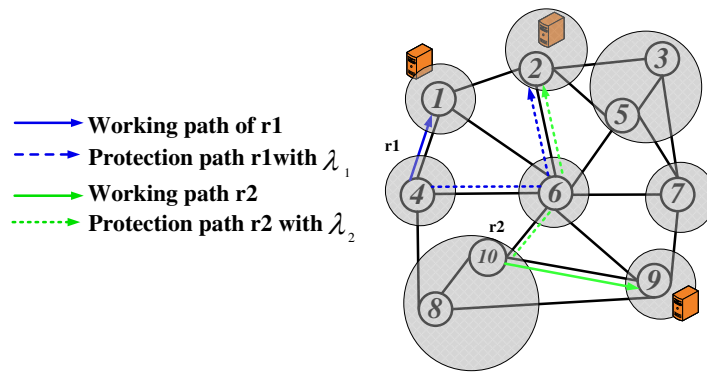 Working path of r1
Protection path r1with λ1
Working path r2
Protection path r2 with λ2
1
2
3
5
r1
4
6
7
r2
10
9
8